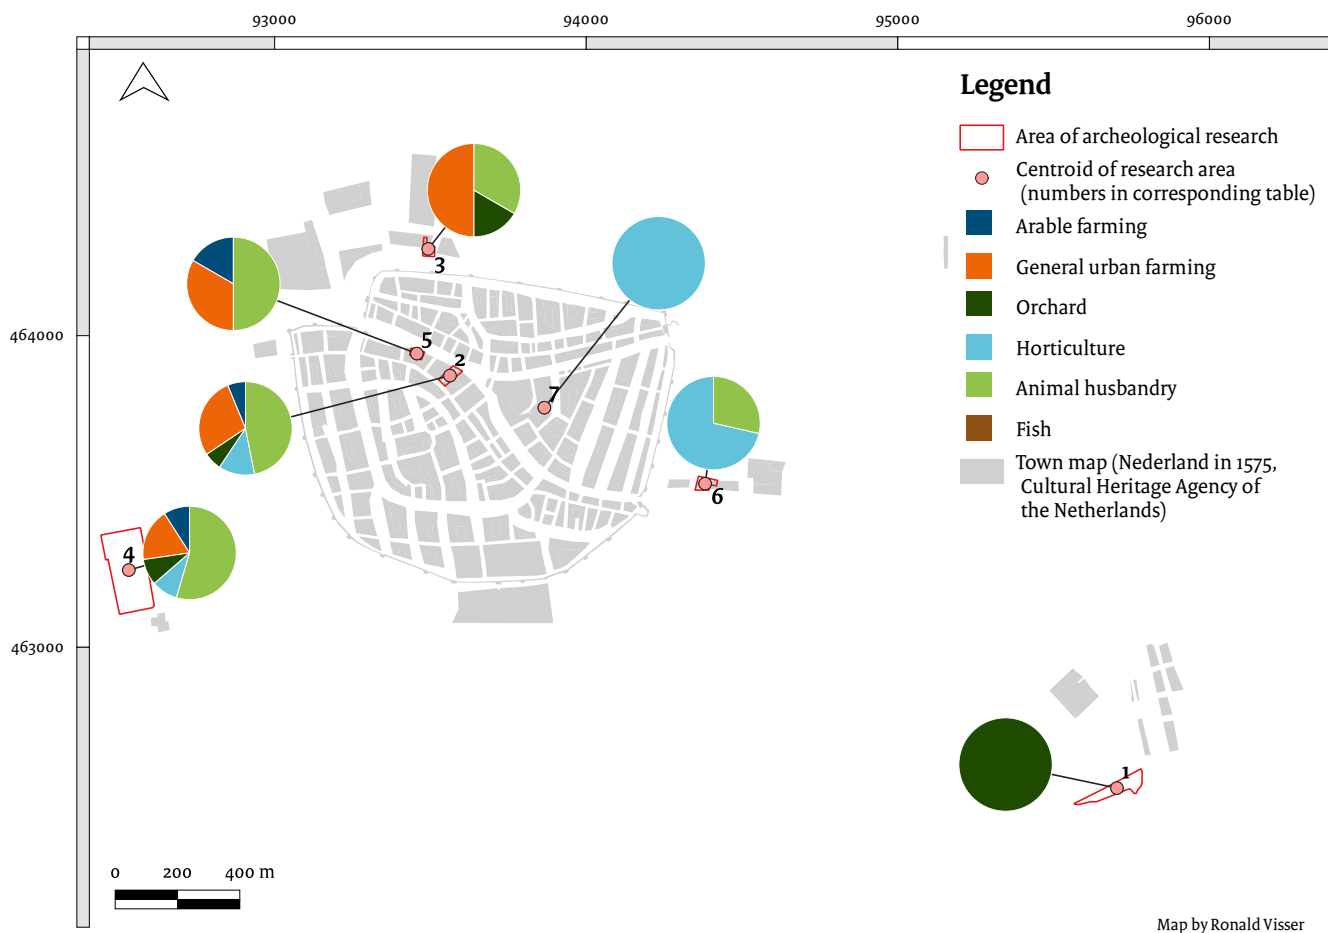 93000
94000
95000
96000
464000
463000
Legend
Area of archeological research
Centroid of research area
(numbers in corresponding table)
Arable farming
General urban farming
Orchard
Horticulture
Animal husbandry
Fish
Town map (Nederland in 1575,
Cultural Heritage Agency of
the Netherlands)
3
5
2
7
6
4
1
0 200 400 m
Map by Ronald Visser